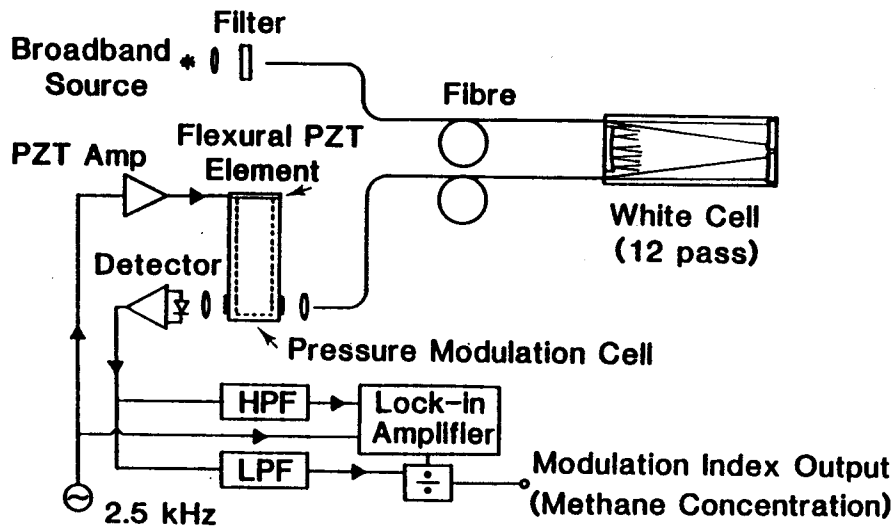 Filter
Broadband
Source
Fibre
Flexural PZT
Element
PZT Amp
White Cell
(12 pass)
Detector
Pressure Modulation Cell
HPF
Lock-in
Amplifier
LPF
÷
Modulation Index Output
(Methane Concentration)
2.5 kHz